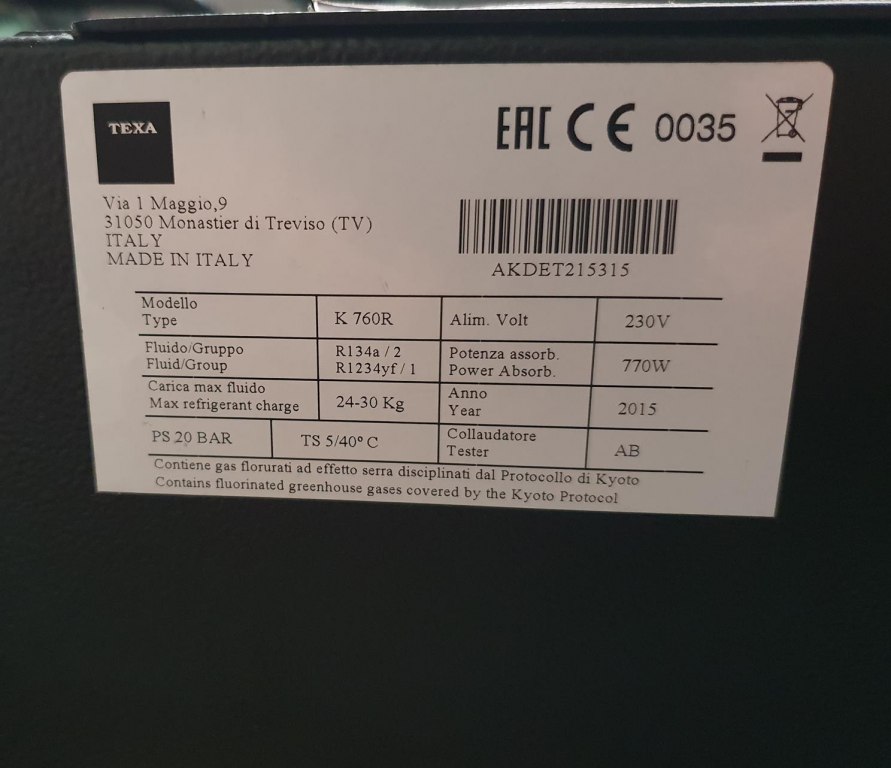 TEXA
EAC CE 0035
Via 1 Maggio,9
31050 Monastier di Treviso (TV)
ITALY
MADE IN ITALY
AKDET215315
Modello
Type
K 760R
Alim. Volt
230V
Fluido/Gruppo
Fluid/Group
R134a / 2
R1234yf / 1
Potenza assorb.
Power Absorb.
770W
Carica max fluido
Max refrigerant charge
24-30 Kg
Anno
Year
2015
PS 20 BAR
TS 5/40° C
Collaudatore
Tester
AB
Contiene gas florurati ad effetto serra disciplinati dal Protocollo di Kyoto
Contains fluorinated greenhouse gases covered by the Kyoto Protocol